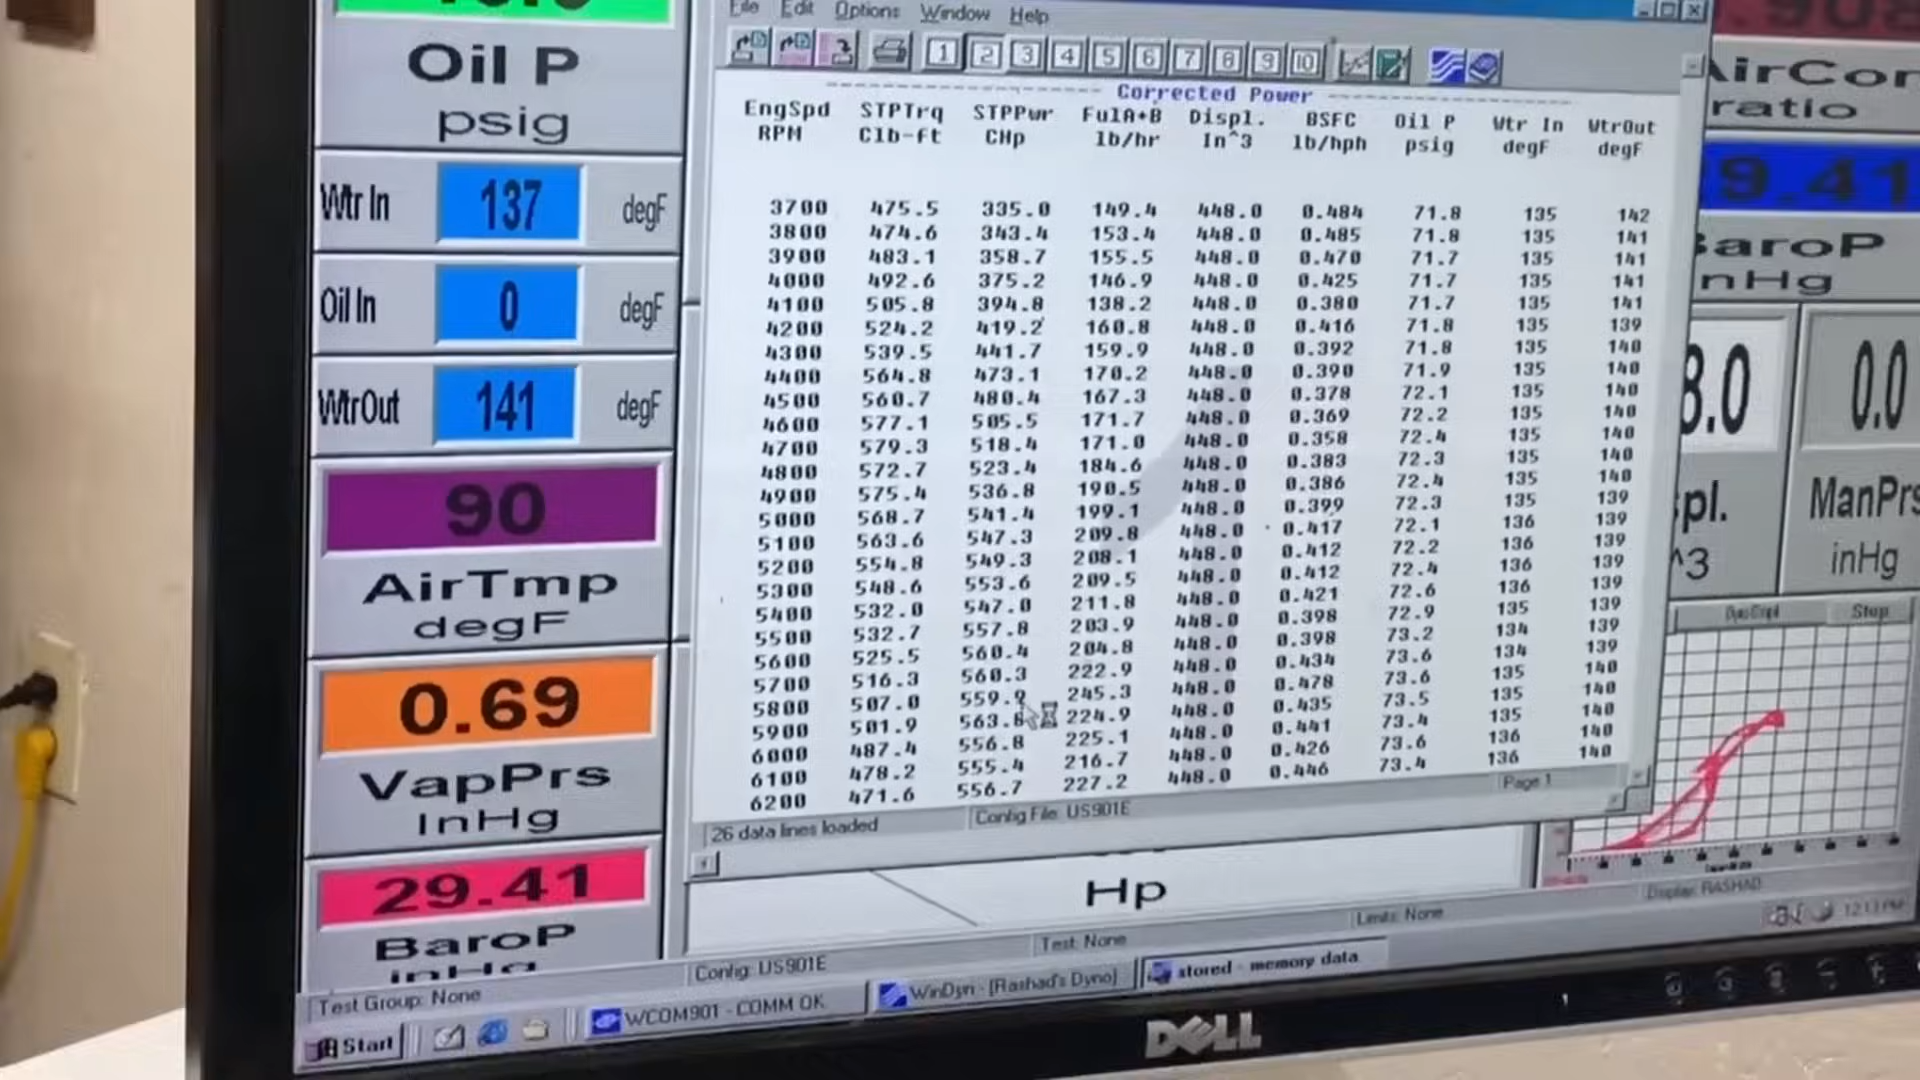 Oil P
psig
Wtr In 137 degF
Oil In 0 degF
WtrOut 141 degF
90
AirTmp
degF
0.69
VapPrs
InHg
29.41
BaroP
inHg
Test Group: None
File Edit Options Window Help
1 2 3 4 5 6 7 8 9 10
Corrected Power
EngSpd STPTrq STPPwr FulA+B Displ. BSFC Oil P Wtr In WtrOut
RPM Clb-ft CHp lb/hr In^3 lb/hph psig degF degF
3700 475.5 335.0 149.4 448.0 0.484 71.8 135 142
3800 474.6 343.4 153.4 448.0 0.485 71.8 135 141
3900 483.1 358.7 155.5 448.0 0.470 71.7 135 141
4000 492.6 375.2 146.9 448.0 0.425 71.7 135 141
4100 505.8 394.8 138.2 448.0 0.380 71.7 135 141
4200 524.2 419.2 160.8 448.0 0.416 71.8 135 139
4300 539.5 441.7 159.9 448.0 0.392 71.8 135 140
4400 564.8 473.1 170.2 448.0 0.390 71.9 135 140
4500 560.7 480.4 167.3 448.0 0.378 72.1 135 140
4600 577.1 505.5 171.7 448.0 0.369 72.2 135 140
4700 579.3 518.4 171.0 448.0 0.358 72.4 135 140
4800 572.7 523.4 184.6 448.0 0.383 72.3 135 140
4900 575.4 536.8 190.5 448.0 0.386 72.4 135 140
5000 568.7 541.4 199.1 448.0 0.399 72.3 135 139
5100 563.6 547.3 209.8 448.0 0.417 72.1 136 139
5200 554.8 549.3 208.1 448.0 0.412 72.2 136 139
5300 548.6 553.6 209.5 448.0 0.412 72.4 136 139
5400 532.0 547.0 211.8 448.0 0.421 72.6 136 139
5500 532.7 557.8 203.9 448.0 0.398 72.9 135 139
5600 525.5 560.4 204.8 448.0 0.398 73.2 134 139
5700 516.3 560.3 222.9 448.0 0.434 73.6 134 139
5800 507.0 559.9 245.3 448.0 0.478 73.6 135 140
5900 501.9 563.8 224.9 448.0 0.435 73.5 135 140
6000 487.4 556.8 225.1 448.0 0.441 73.4 135 140
6100 478.2 555.4 216.7 448.0 0.426 73.6 136 140
6200 471.6 556.7 227.2 448.0 0.446 73.4 136 140
Page 1
26 data lines loaded Config File: US901E
AirCor
ratio
9.41
BaroP
inHg
3.0 0.0
pl. ManPrs
^3 inHg
Stop
Hp
Display: RASHAD
Config: US901E Test: None Limits: None
12:13 PM
Start WCOM901 - COMM OK WinDyn - [Rashad's Dyno] stored - memory data
DELL